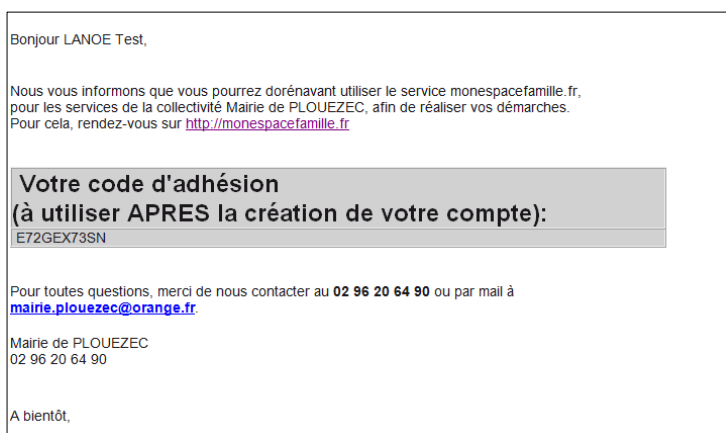 Bonjour LANOE Test,
Nous vous informons que vous pourrez dorénavant utiliser le service monespacefamille.fr,
pour les services de la collectivité Mairie de PLOUEZEC, afin de réaliser vos démarches.
Pour cela, rendez-vous sur http://monespacefamille.fr
Votre code d'adhésion
(à utiliser APRES la création de votre compte):
E72GEX73SN
Pour toutes questions, merci de nous contacter au 02 96 20 64 90 ou par mail à
mairie.plouezec@orange.fr.
Mairie de PLOUEZEC
02 96 20 64 90
A bientôt,